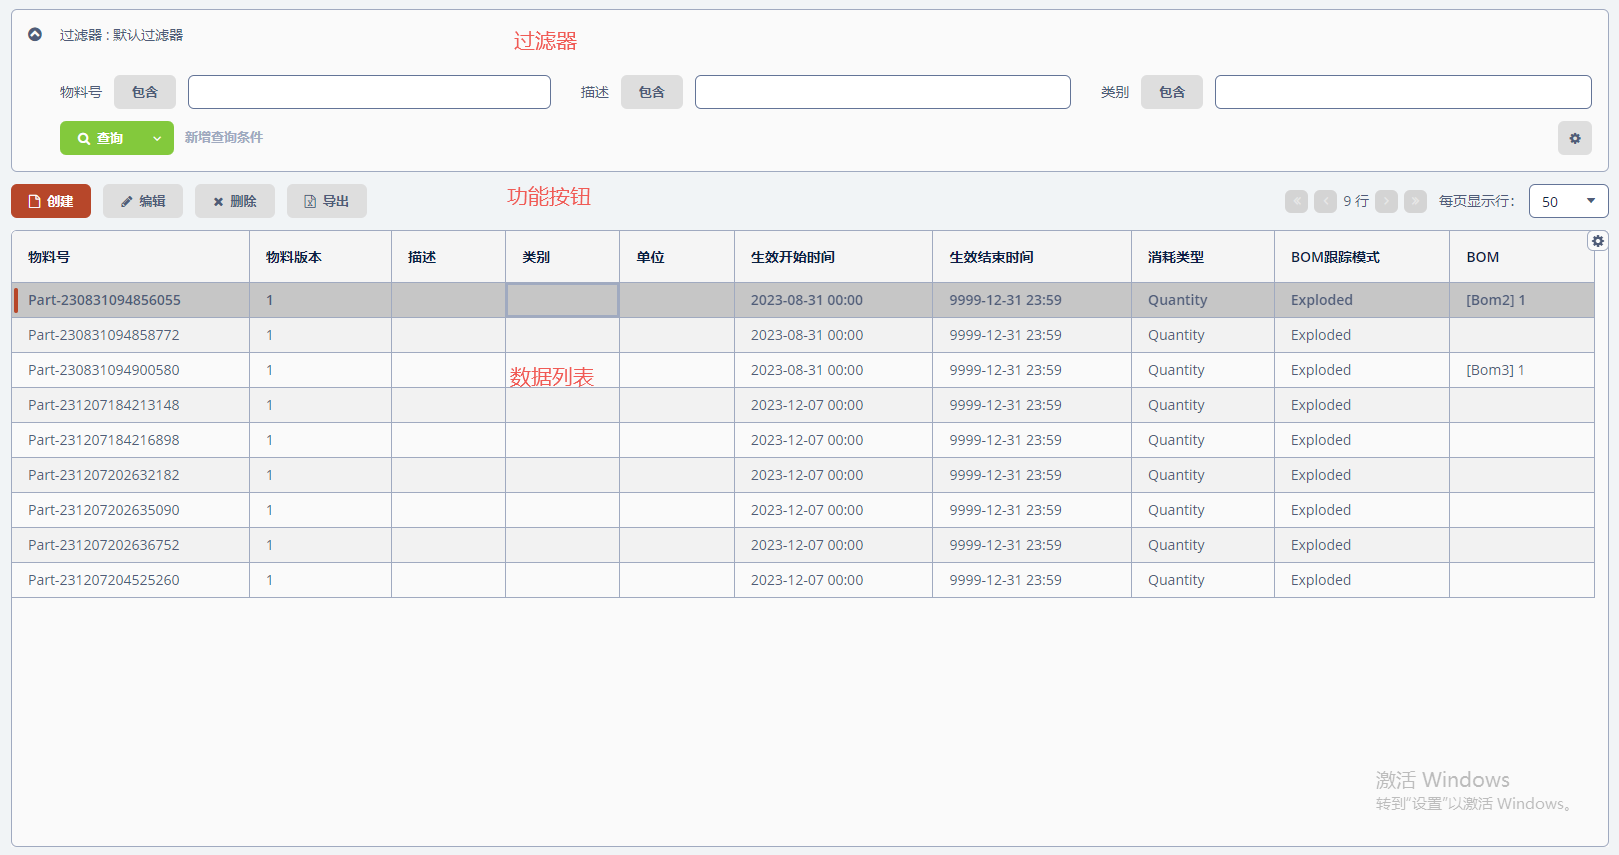 过滤器 : 默认过滤器
过滤器
物料号 包含 描述 包含 类别 包含
查询 新增查询条件
创建 编辑 删除 导出 功能按钮 9 行 每页显示行: 50
物料号 物料版本 描述 类别 单位 生效开始时间 生效结束时间 消耗类型 BOM跟踪模式 BOM
Part-230831094856055 1 2023-08-31 00:00 9999-12-31 23:59 Quantity Exploded [Bom2] 1
Part-230831094858772 1 2023-08-31 00:00 9999-12-31 23:59 Quantity Exploded
Part-230831094900580 1 2023-08-31 00:00 9999-12-31 23:59 Quantity Exploded [Bom3] 1
数据列表
Part-231207184213148 1 2023-12-07 00:00 9999-12-31 23:59 Quantity Exploded
Part-231207184216898 1 2023-12-07 00:00 9999-12-31 23:59 Quantity Exploded
Part-231207202632182 1 2023-12-07 00:00 9999-12-31 23:59 Quantity Exploded
Part-231207202635090 1 2023-12-07 00:00 9999-12-31 23:59 Quantity Exploded
Part-231207202636752 1 2023-12-07 00:00 9999-12-31 23:59 Quantity Exploded
Part-231207204525260 1 2023-12-07 00:00 9999-12-31 23:59 Quantity Exploded
激活 Windows
转到"设置"以激活 Windows。